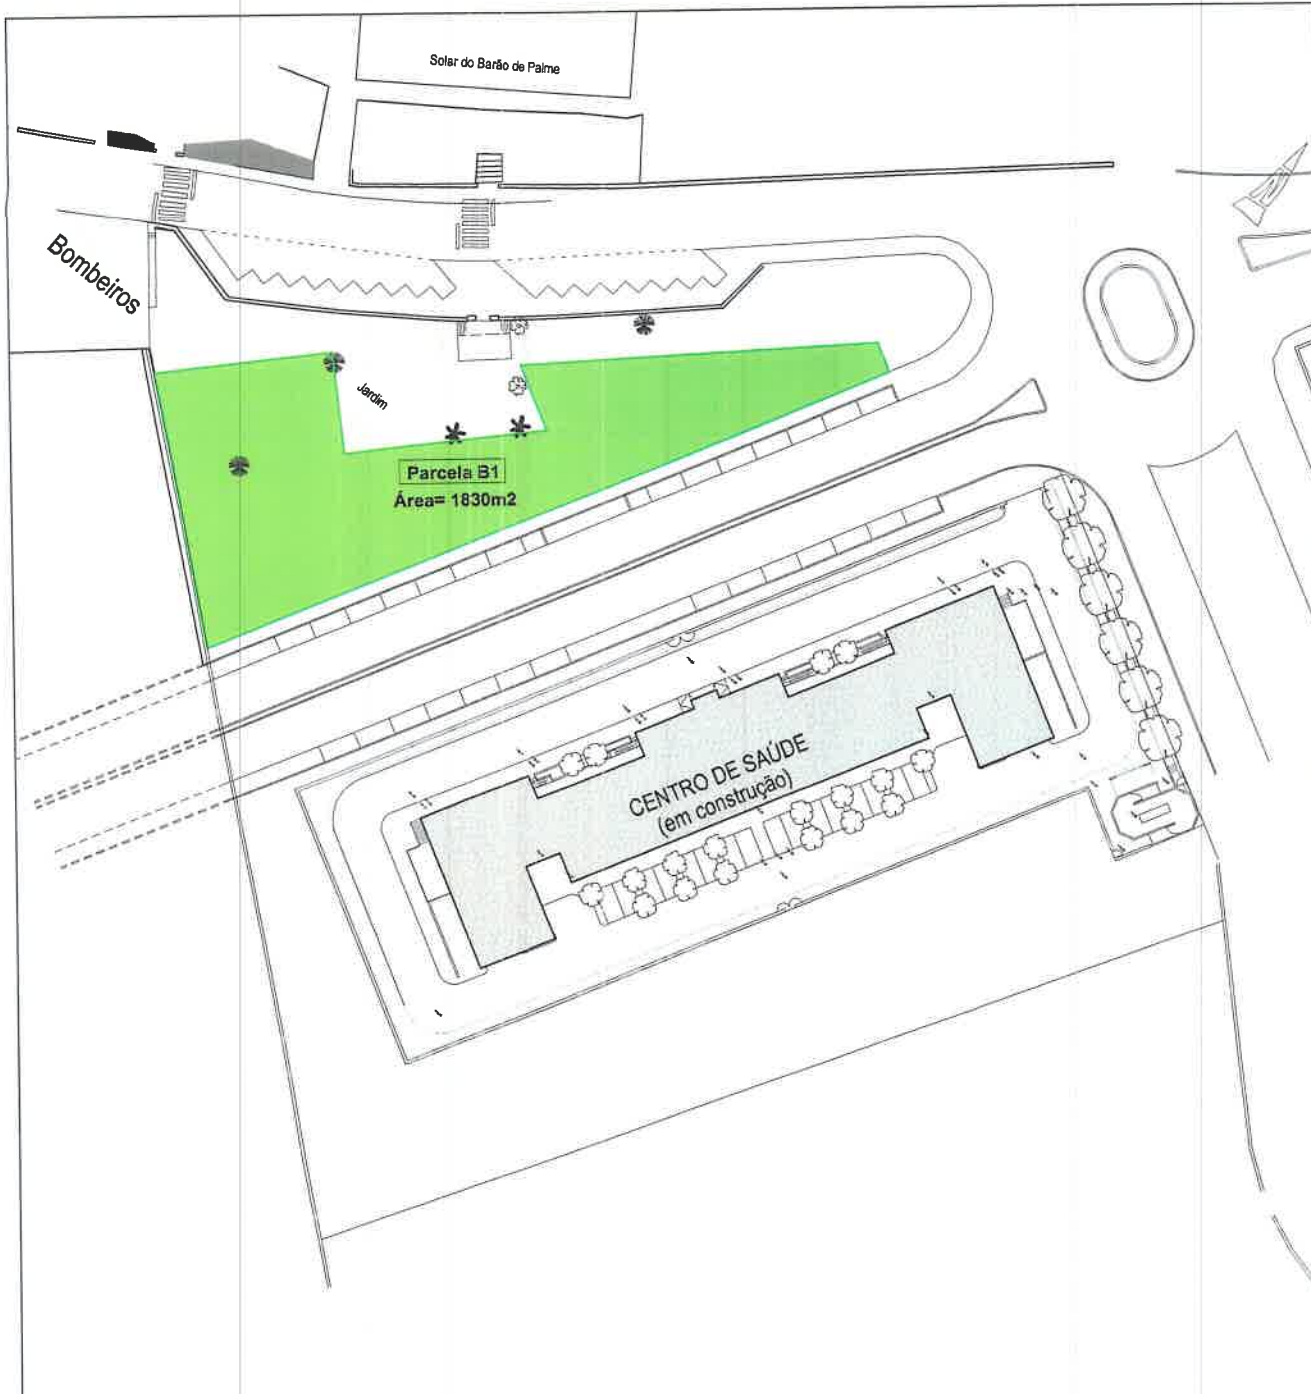 Solar do Barão de Palme
Bombeiros
Jardim
Parcela B1
Área= 1830m2
CENTRO DE SAÚDE
(em construção)